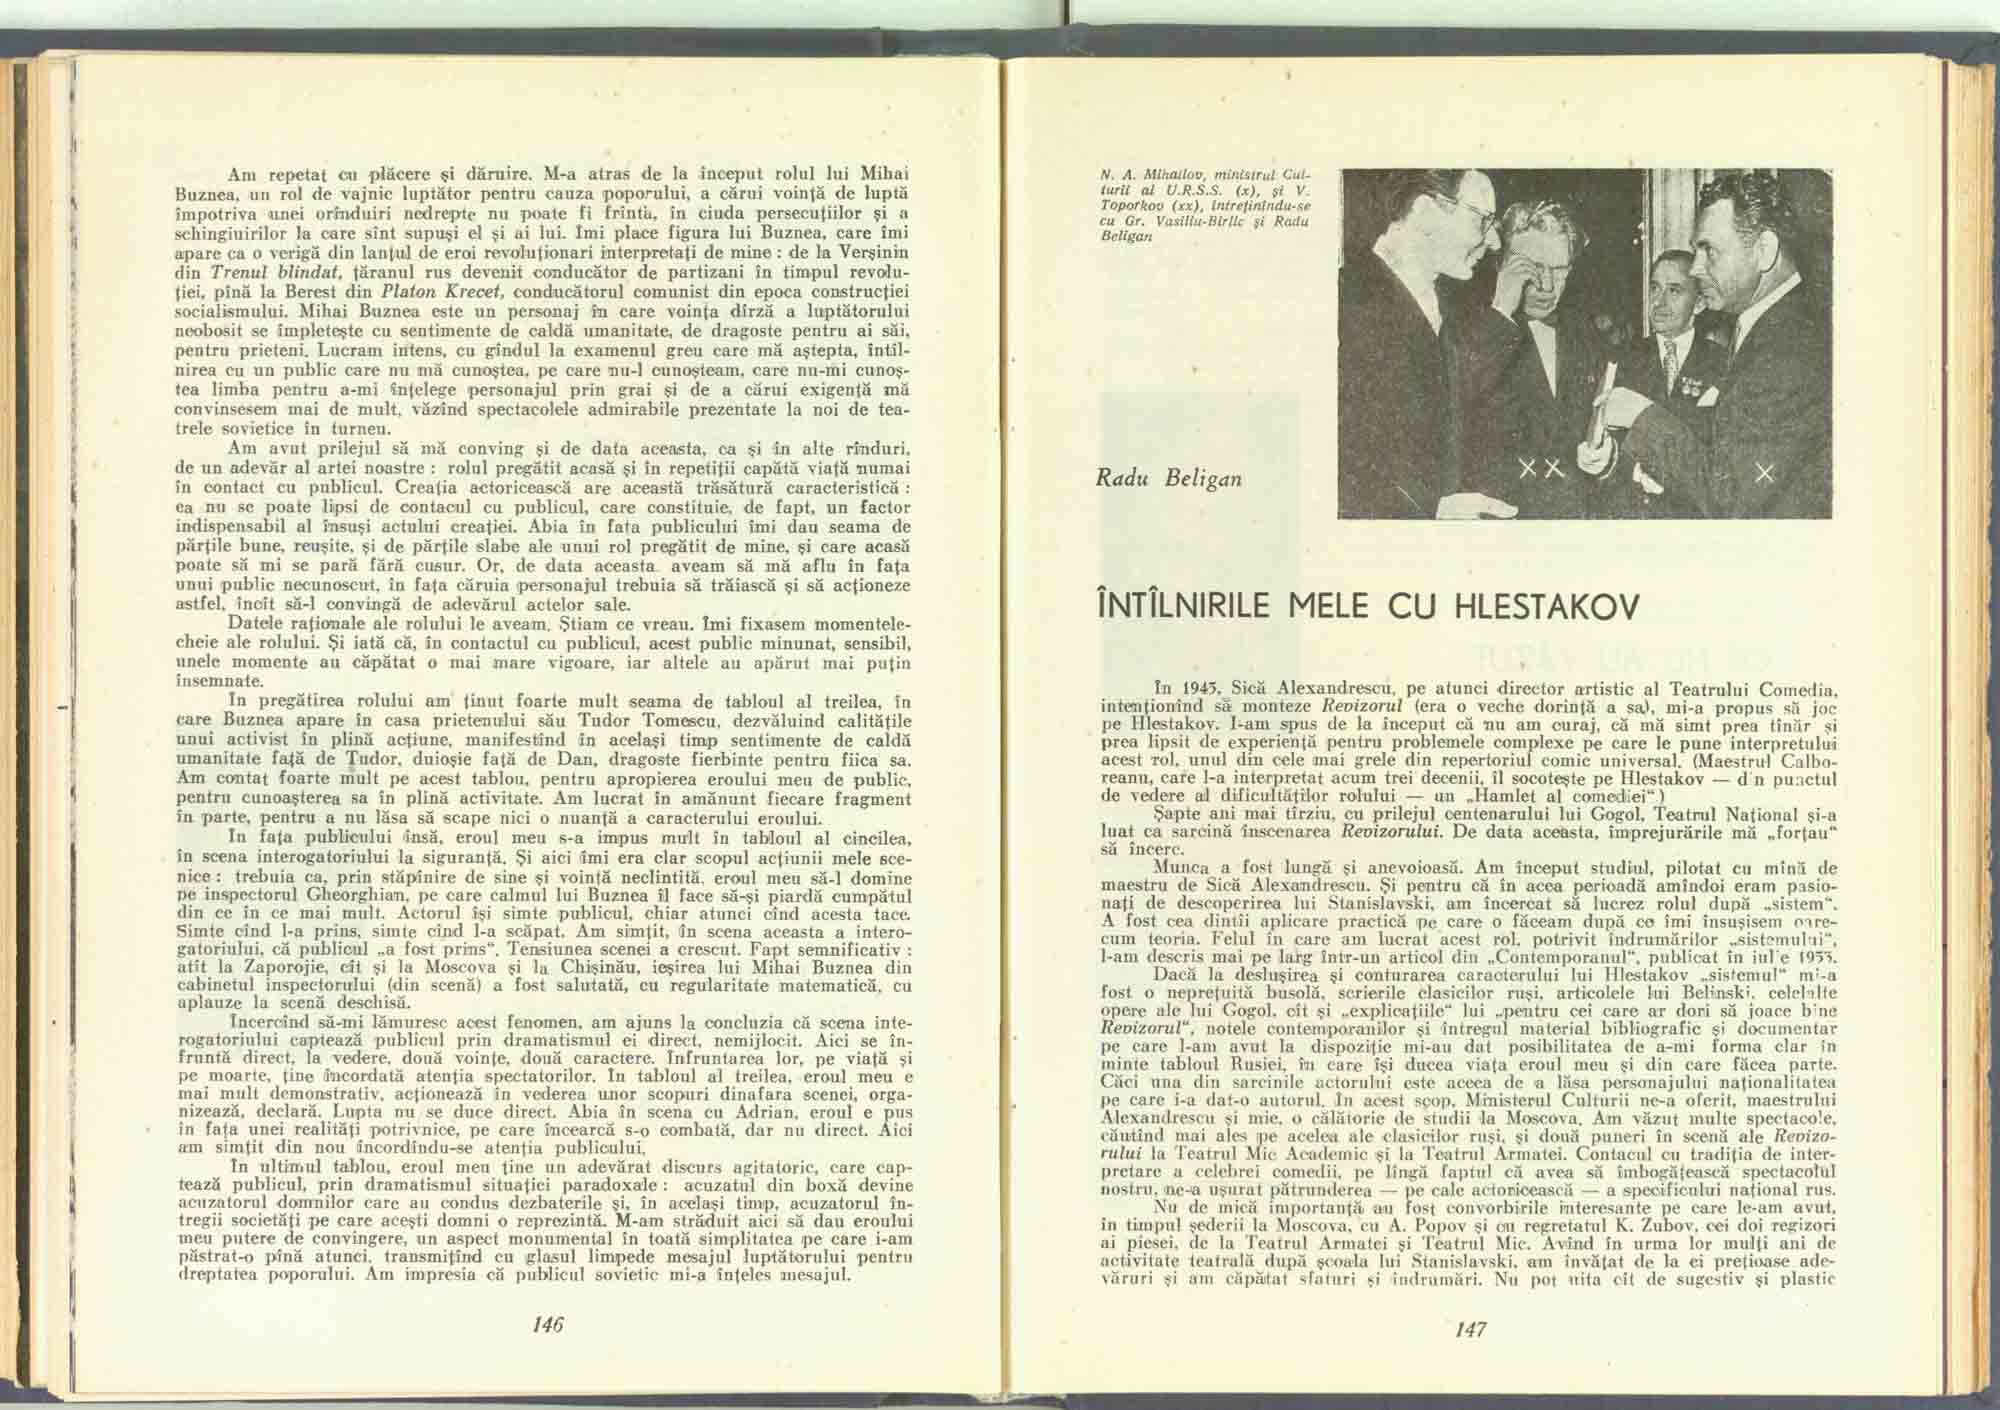 Am repetat cu plăcere și dăruire. M-a atras de la început rolul lui Mihai
Buznea, un rol de vajnic luptător pentru cauza poporului, a cărui voință de luptă
împotriva unei orînduiri nedrepte nu poate fi frîntă, în ciuda persecuțiilor și a
schingiuirilor la care sînt supuși el și ai lui. Îmi place figura lui Buznea, care îmi
apare ca o verigă din lanțul de eroi revoluționari interpretați de mine : de la Verșinin
din Trenul blindat, țăranul rus devenit conducător de partizani în timpul revolu-
ției, pînă la Berest din Platon Krecet, conducătorul comunist din epoca construcției
socialismului. Mihai Buznea este un personaj în care voința dîrză a luptătorului
neobosit se împletește cu sentimente de caldă umanitate, de dragoste pentru ai săi,
pentru prieteni. Lucram intens, cu gîndul la examenul greu care mă aștepta, întîl-
nirea cu un public care nu mă cunoștea, pe care nu-l cunoșteam, care nu-mi cunoș-
tea limba pentru a-mi înțelege personajul prin grai și de a cărui exigență mă
convinsesem mai de mult, văzînd spectacolele admirabile prezentate la noi de tea-
trele sovietice în turneu.
Am avut prilejul să mă conving și de data aceasta, ca și în alte rînduri,
de un adevăr al artei noastre : rolul pregătit acasă și în repetiții capătă viață numai
în contact cu publicul. Creația actoricească are această trăsătură caracteristică :
ea nu se poate lipsi de contacul cu publicul, care constituie, de fapt, un factor
indispensabil al însuși actului creației. Abia în fața publicului îmi dau seama de
părțile bune, reușite, și de părțile slabe ale unui rol pregătit de mine, și care acasă
poate să mi se pară fără cusur. Or, de data aceasta aveam să mă aflu în fața
unui public necunoscut, în fața căruia personajul trebuia să trăiască și să acționeze
astfel, încît să-l convingă de adevărul actelor sale.
Datele raționale ale rolului le aveam. Știam ce vreau. Îmi fixasem momentele-
cheie ale rolului. Și iată că, în contactul cu publicul, acest public minunat, sensibil,
unele momente au căpătat o mai mare vigoare, iar altele au apărut mai puțin
însemnate.
În pregătirea rolului am ținut foarte mult seama de tabloul al treilea, în
care Buznea apare în casa prietenului său Tudor Tomescu, dezvăluind calitățile
unui activist în plină acțiune, manifestînd în același timp sentimente de caldă
umanitate față de Tudor, duioșie față de Dan, dragoste fierbinte pentru fiica sa.
Am contat foarte mult pe acest tablou, pentru apropierea eroului meu de public,
pentru cunoașterea sa în plină activitate. Am lucrat în amănunt fiecare fragment
în parte, pentru a nu lăsa să scape nici o nuanță a caracterului eroului.
În fața publicului însă, eroul meu s-a impus mult în tabloul al cincilea,
în scena interogatoriului la siguranță. Și aici îmi era clar scopul acțiunii mele sce-
nice : trebuia ca, prin stăpînire de sine și voință neclintită, eroul meu să-l domine
pe inspectorul Gheorghian, pe care calmul lui Buznea îl face să-și piardă cumpătul
din ce în ce mai mult. Actorul își simte publicul, chiar atunci cînd acesta tace.
Simte cînd l-a prins, simte cînd l-a scăpat. Am simțit, în scena aceasta a intero-
gatoriului, că publicul „a fost prins“. Tensiunea scenei a crescut. Fapt semnificativ :
atît la Zaporojie, cît și la Moscova și la Chișinău, ieșirea lui Mihai Buznea din
cabinetul inspectorului (din scenă) a fost salutată, cu regularitate matematică, cu
aplauze la scenă deschisă.
Încercînd să-mi lămuresc acest fenomen, am ajuns la concluzia că scena inte-
rogatoriului captează publicul prin dramatismul ei direct, nemijlocit. Aici se în-
fruntă direct, la vedere, două voințe, două caractere. Înfruntarea lor, pe viață și
pe moarte, ține încordată atenția spectatorilor. În tabloul al treilea, eroul meu e
mai mult demonstrativ, acționează în vederea unor scopuri dinafara scenei, orga-
nizează, declară. Lupta nu se duce direct. Abia în scena cu Adrian, eroul e pus
în fața unei realități potrivnice, pe care încearcă s-o combată, dar nu direct. Aici
am simțit din nou încordîndu-se atenția publicului.
În ultimul tablou, eroul meu ține un adevărat discurs agitatoric, care cap-
tează publicul, prin dramatismul situației paradoxale : acuzatul din boxă devine
acuzatorul domnilor care au condus dezbaterile și, în același timp, acuzatorul în-
tregii societăți pe care acești domni o reprezintă. M-am străduit aici să dau eroului
meu putere de convingere, un aspect monumental în toată simplitatea pe care i-am
păstrat-o pînă atunci, transmițînd cu glasul limpede mesajul luptătorului pentru
dreptatea poporului. Am impresia că publicul sovietic mi-a înțeles mesajul.
146
N. A. Mihailov, ministrul Cul-
turii al U.R.S.S. (x), și V.
Toporkov (xx), întreținîndu-se
cu Gr. Vasiliu-Birlic și Radu
Beligan
XX
X
Radu Beligan
ÎNTÎLNIRILE MELE CU HLESTAKOV
În 1945, Sică Alexandrescu, pe atunci director artistic al Teatrului Comedia,
intenționînd să monteze Revizorul (era o veche dorință a sa), mi-a propus să joc
pe Hlestakov. I-am spus de la început că nu am curaj, că mă simt prea tînăr și
prea lipsit de experiență pentru problemele complexe pe care le pune interpretului
acest rol, unul din cele mai grele din repertoriul comic universal. (Maestrul Calbo-
reanu, care l-a interpretat acum trei decenii, îl socotește pe Hlestakov — din punctul
de vedere al dificultăților rolului — un „Hamlet al comediei“)
Șapte ani mai tîrziu, cu prilejul centenarului lui Gogol, Teatrul Național și-a
luat ca sarcină înscenarea Revizorului. De data aceasta, împrejurările mă „forțau“
să încerc.
Munca a fost lungă și anevoioasă. Am început studiul, pilotat cu mînă de
maestru de Sică Alexandrescu. Și pentru că în acea perioadă amîndoi eram pasio-
nați de descoperirea lui Stanislavski, am încercat să lucrez rolul după „sistem“.
A fost cea dintîi aplicare practică pe care o făceam după ce îmi însușisem oare-
cum teoria. Felul în care am lucrat acest rol, potrivit îndrumărilor „sistemului“,
l-am descris mai pe larg într-un articol din „Contemporanul“, publicat în iulie 1953.
Dacă la deslușirea și conturarea caracterului lui Hlestakov „sistemul“ mi-a
fost o neprețuită busolă, scrierile clasicilor ruși, articolele lui Belinski, celelalte
opere ale lui Gogol, cît și „explicațiile“ lui „pentru cei care ar dori să joace bine
Revizorul“, notele contemporanilor și întregul material bibliografic și documentar
pe care l-am avut la dispoziție mi-au dat posibilitatea de a-mi forma clar în
minte tabloul Rusiei, în care își ducea viața eroul meu și din care făcea parte.
Căci una din sarcinile actorului este aceea de a lăsa personajului naționalitatea
pe care i-a dat-o autorul. În acest scop, Ministerul Culturii ne-a oferit, maestrului
Alexandrescu și mie, o călătorie de studii la Moscova. Am văzut multe spectacole,
căutînd mai ales pe acelea ale clasicilor ruși, și două puneri în scenă ale Revizo-
rului la Teatrul Mic Academic și la Teatrul Armatei. Contacul cu tradiția de inter-
pretare a celebrei comedii, pe lîngă faptul că avea să îmbogățească spectacolul
nostru, ne-a ușurat pătrunderea — pe cale actoricească — a specificului național rus.
Nu de mică importanță au fost convorbirile interesante pe care le-am avut,
în timpul șederii la Moscova, cu A. Popov și cu regretatul K. Zubov, cei doi regizori
ai piesei, de la Teatrul Armatei și Teatrul Mic. Avînd în urma lor mulți ani de
activitate teatrală după școala lui Stanislavski, am învățat de la ei prețioase ade-
văruri și am căpătat sfaturi și îndrumări. Nu pot uita cît de sugestiv și plastic
147